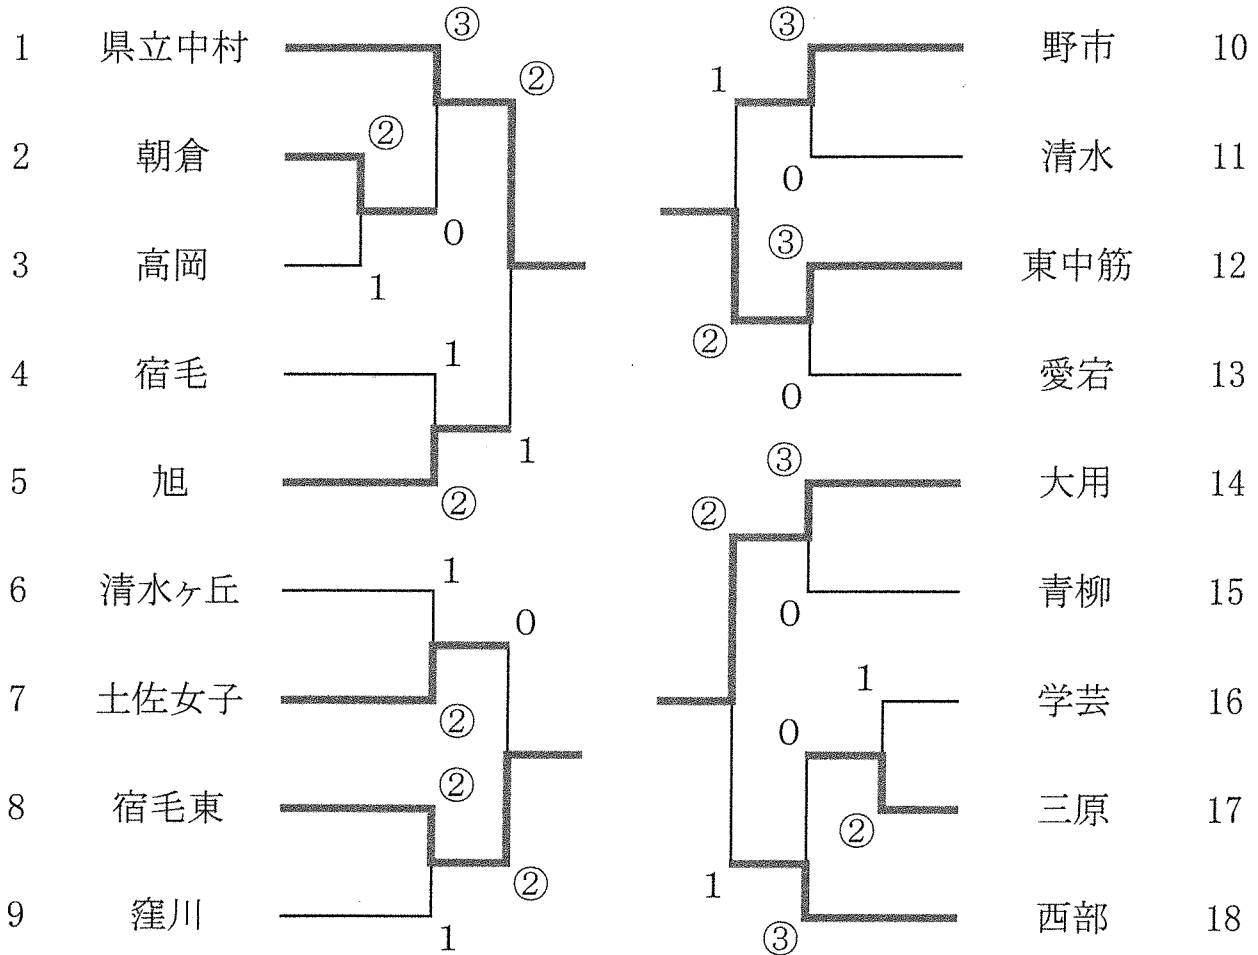 1 県立中村 ③
②
2 朝倉 ②
0
3 高岡 1
4 宿毛 1
1
5 旭 ②
6 清水ヶ丘 1
0
7 土佐女子 ②
8 宿毛東 ②
②
9 窪川 1
③ 野市 10
1
0 清水 11
③ 東中筋 12
②
0 愛宕 13
③ 大用 14
②
0 青柳 15
1 学芸 16
0
② 三原 17
1
③ 西部 18